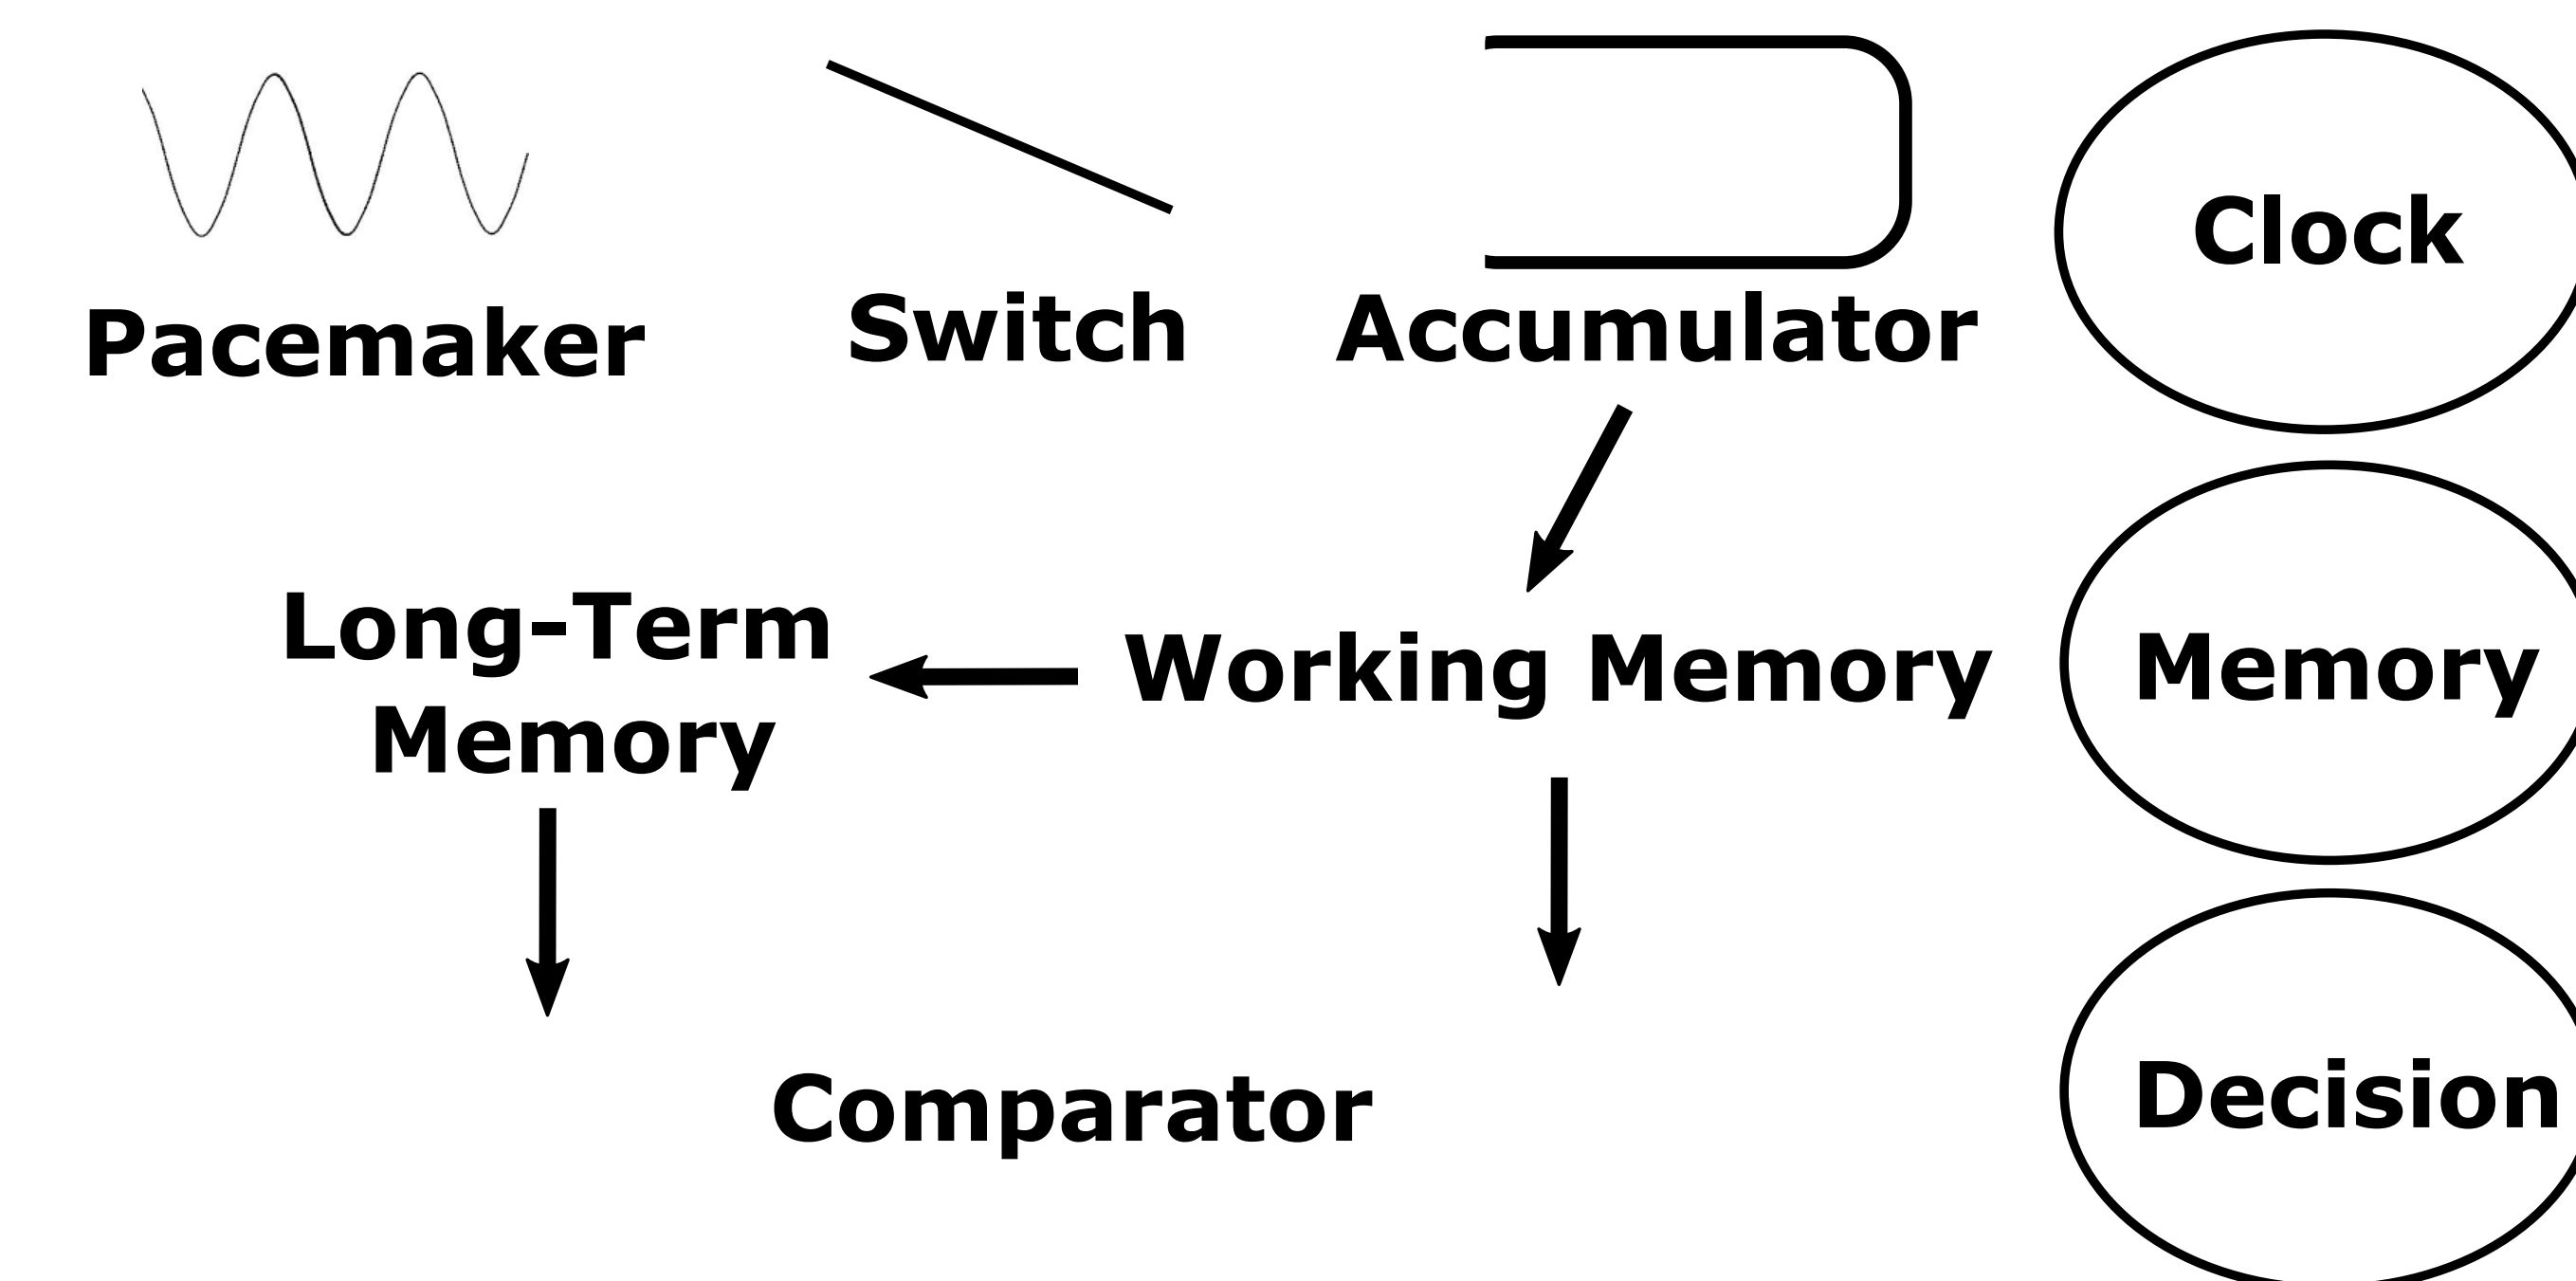 Pacemaker
Switch
Accumulator
Clock
Long-Term
Memory
Working Memory
Memory
Comparator
Decision